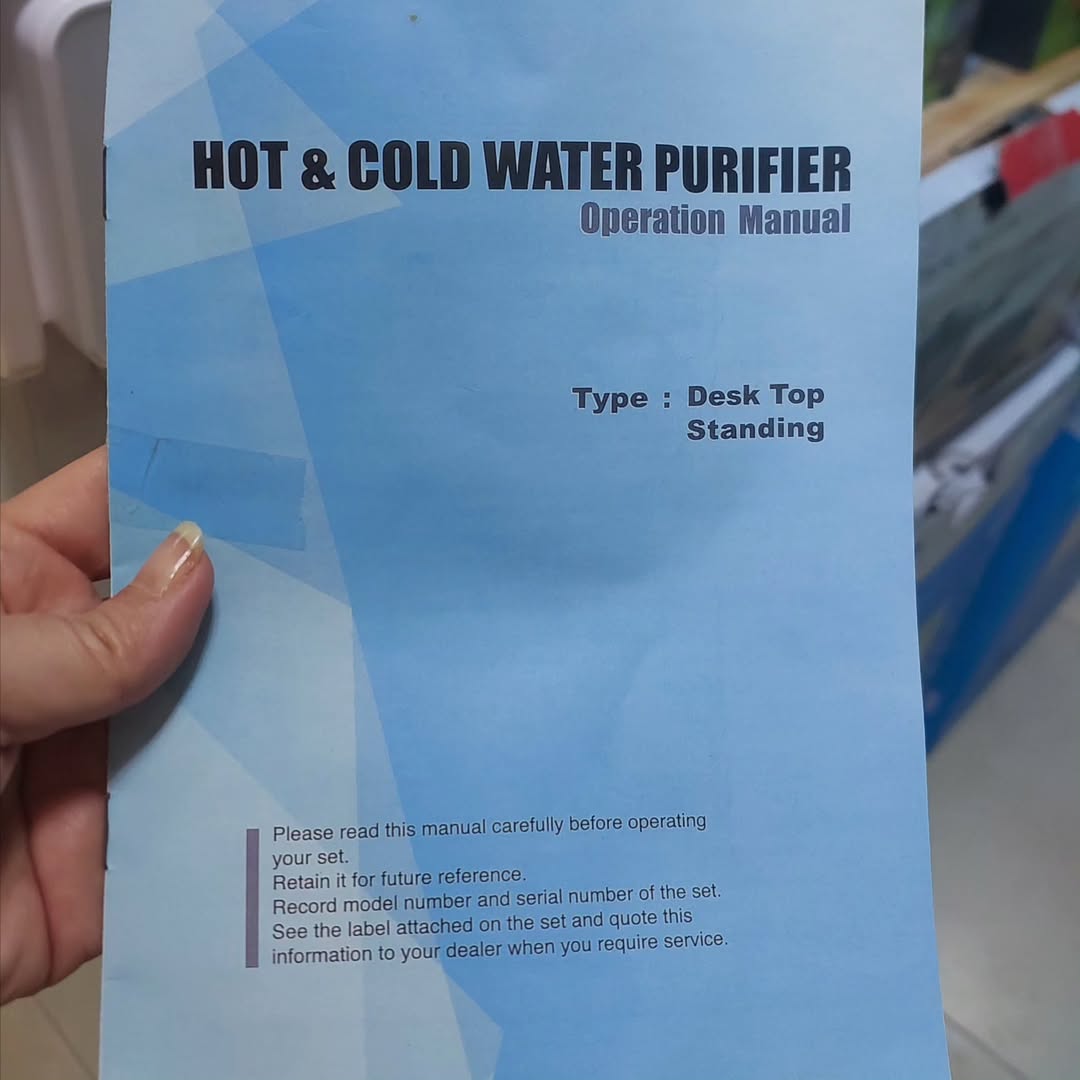 HOT & COLD WATER PURIFIER
Operation Manual
Type : Desk Top
Standing
Please read this manual carefully before operating
your set.
Retain it for future reference.
Record model number and serial number of the set.
See the label attached on the set and quote this
information to your dealer when you require service.